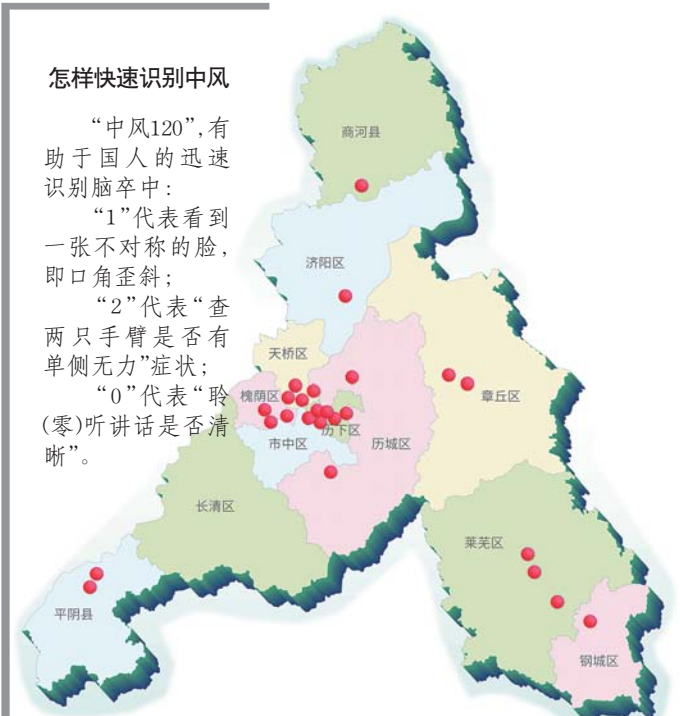 怎样快速识别中风
“中风120”,有
助于国人的迅速
识别脑卒中:
“1”代表看到
一张不对称的脸,
即口角歪斜;
“2”代表“查
两只手臂是否有
单侧无力”症状;
“0”代表“聆
(零)听讲话是否清
晰”。
商河县
济阳区
天桥区
槐荫区
章丘区
历下区
市中区
历城区
长清区
莱芜区
平阴县
钢城区